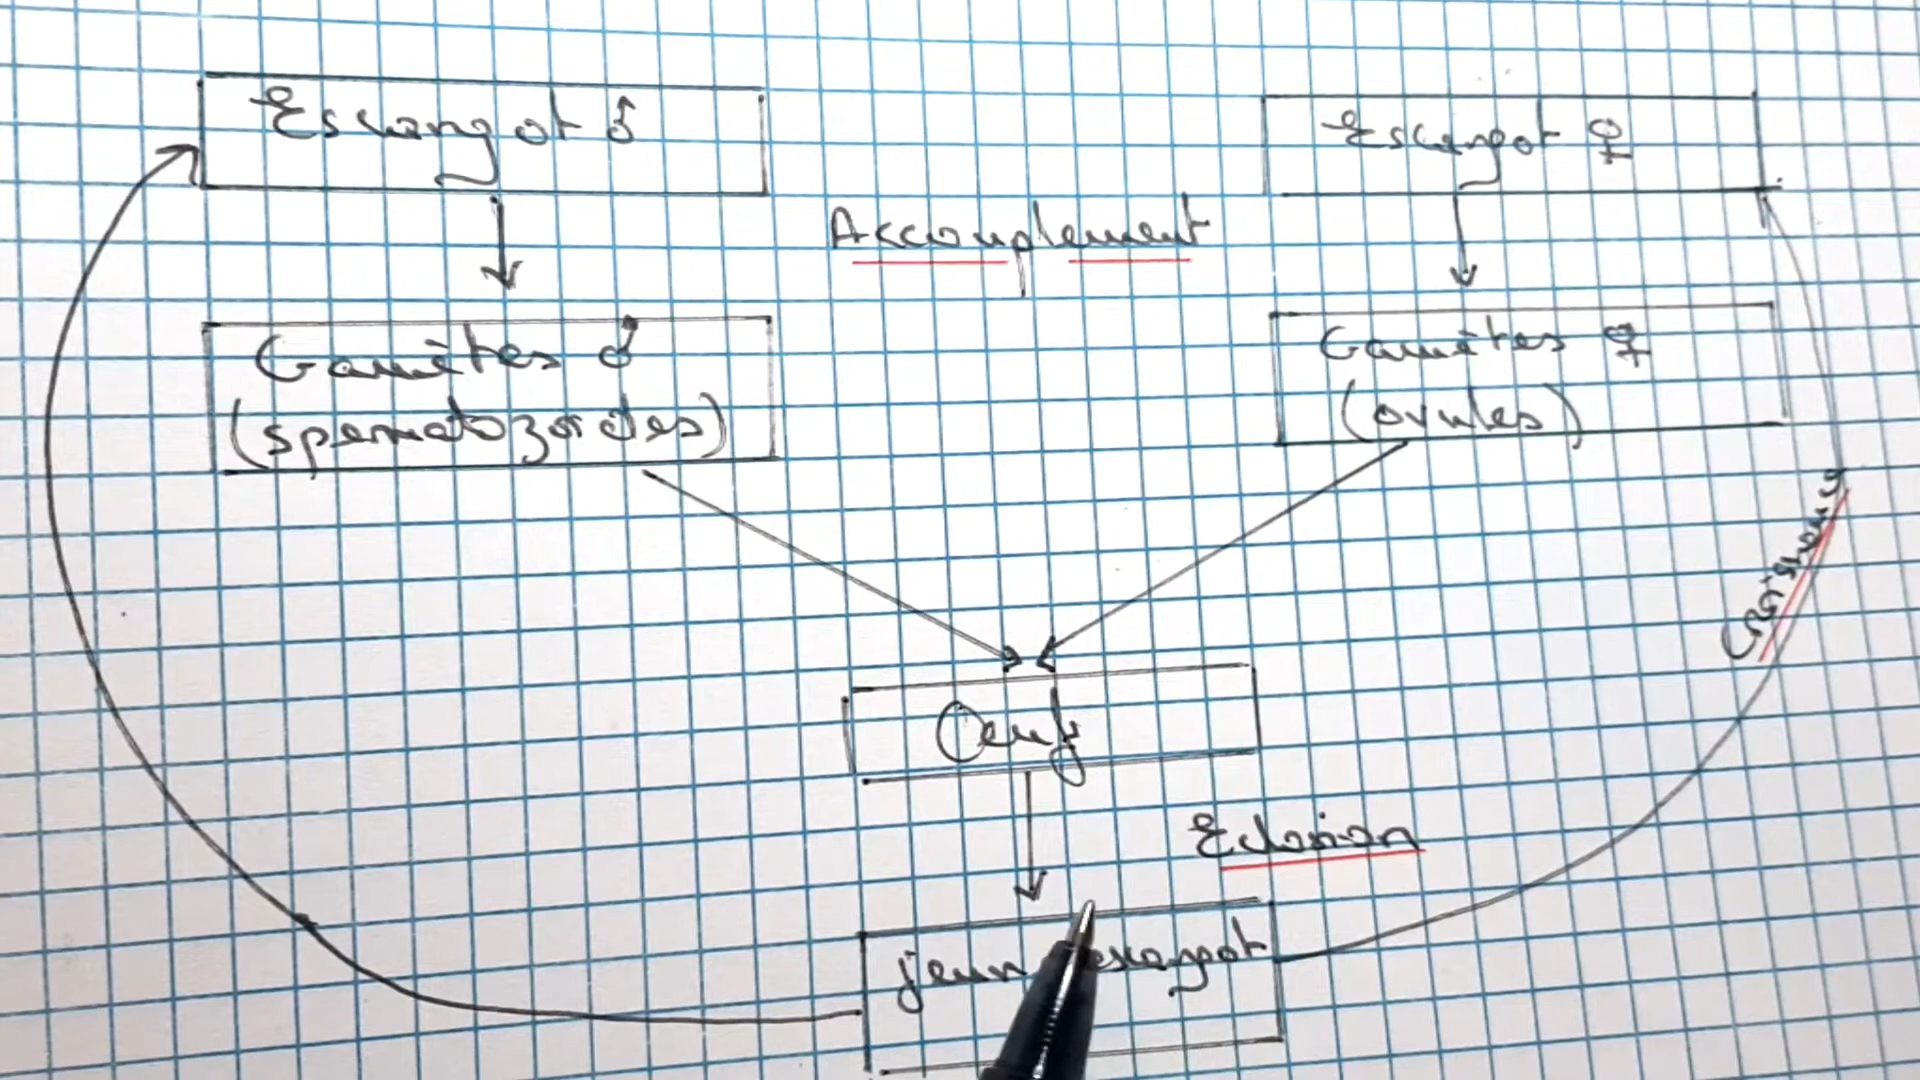 Escargot ♂
Escargot ♀
Accouplement
Gamètes ♂
(spermatozoïdes)
Gamètes ♀
(ovules)
Croissance
Oeuf
Eclosion
jeune escargot